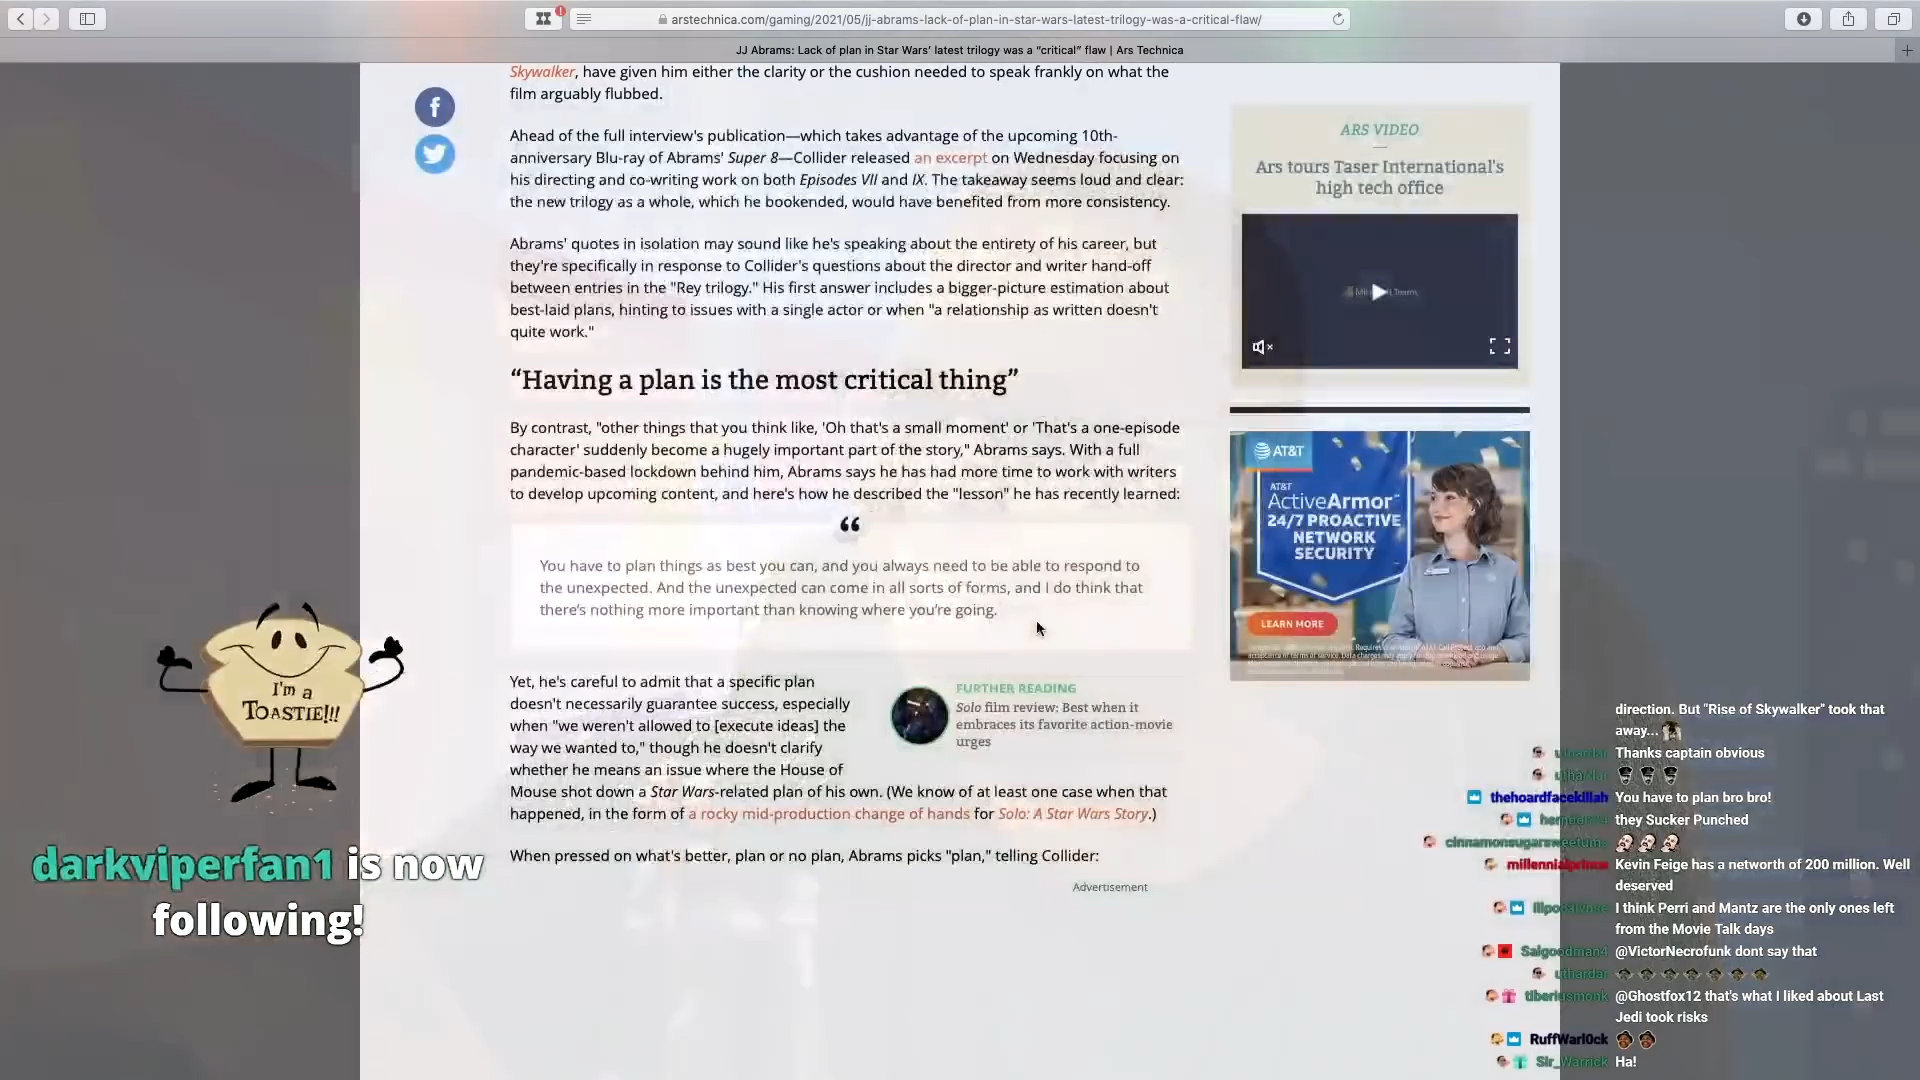 arstechnica.com/gaming/2021/05/jj-abrams-lack-of-plan-in-star-wars-latest-trilogy-was-a-critical-flaw/
JJ Abrams: Lack of plan in Star Wars' latest trilogy was a "critical" flaw | Ars Technica
Skywalker, have given him either the clarity or the cushion needed to speak frankly on what the
film arguably flubbed.
Ahead of the full interview's publication—which takes advantage of the upcoming 10th-
anniversary Blu-ray of Abrams' Super 8—Collider released an excerpt on Wednesday focusing on
his directing and co-writing work on both Episodes VII and IX. The takeaway seems loud and clear:
the new trilogy as a whole, which he bookended, would have benefited from more consistency.
Abrams' quotes in isolation may sound like he's speaking about the entirety of his career, but
they're specifically in response to Collider's questions about the director and writer hand-off
between entries in the "Rey trilogy." His first answer includes a bigger-picture estimation about
best-laid plans, hinting to issues with a single actor or when "a relationship as written doesn't
quite work."
“Having a plan is the most critical thing”
By contrast, "other things that you think like, 'Oh that's a small moment' or 'That's a one-episode
character' suddenly become a hugely important part of the story," Abrams says. With a full
pandemic-based lockdown behind him, Abrams says he has had more time to work with writers
to develop upcoming content, and here's how he described the "lesson" he has recently learned:
“
You have to plan things as best you can, and you always need to be able to respond to
the unexpected. And the unexpected can come in all sorts of forms, and I do think that
there's nothing more important than knowing where you're going.
Yet, he's careful to admit that a specific plan
doesn't necessarily guarantee success, especially
when "we weren't allowed to [execute ideas] the
way we wanted to," though he doesn't clarify
whether he means an issue where the House of
Mouse shot down a Star Wars-related plan of his own. (We know of at least one case when that
happened, in the form of a rocky mid-production change of hands for Solo: A Star Wars Story.)
FURTHER READING
Solo film review: Best when it
embraces its favorite action-movie
urges
When pressed on what's better, plan or no plan, Abrams picks "plan," telling Collider:
Advertisement
ARS VIDEO
Ars tours Taser International's
high tech office
AT&T
AT&T
ActiveArmor
24/7 PROACTIVE
NETWORK
SECURITY
LEARN MORE
I'm a
TOASTIE!!!
darkviperfan1 is now
following!
direction. But "Rise of Skywalker" took that
away...
uthardar Thanks captain obvious
uthardar
thehoardfacekillah You have to plan bro bro!
they Sucker Punched
cinnamonsugarsweetums
millennialprince Kevin Feige has a networth of 200 million. Well
deserved
I think Perri and Mantz are the only ones left
from the Movie Talk days
Salgoodman4 @VictorNecrofunk dont say that
uthardar
tiberiusmonk @Ghostfox12 that's what I liked about Last
Jedi took risks
RuffWarl0ck
Sir_Warrick Ha!